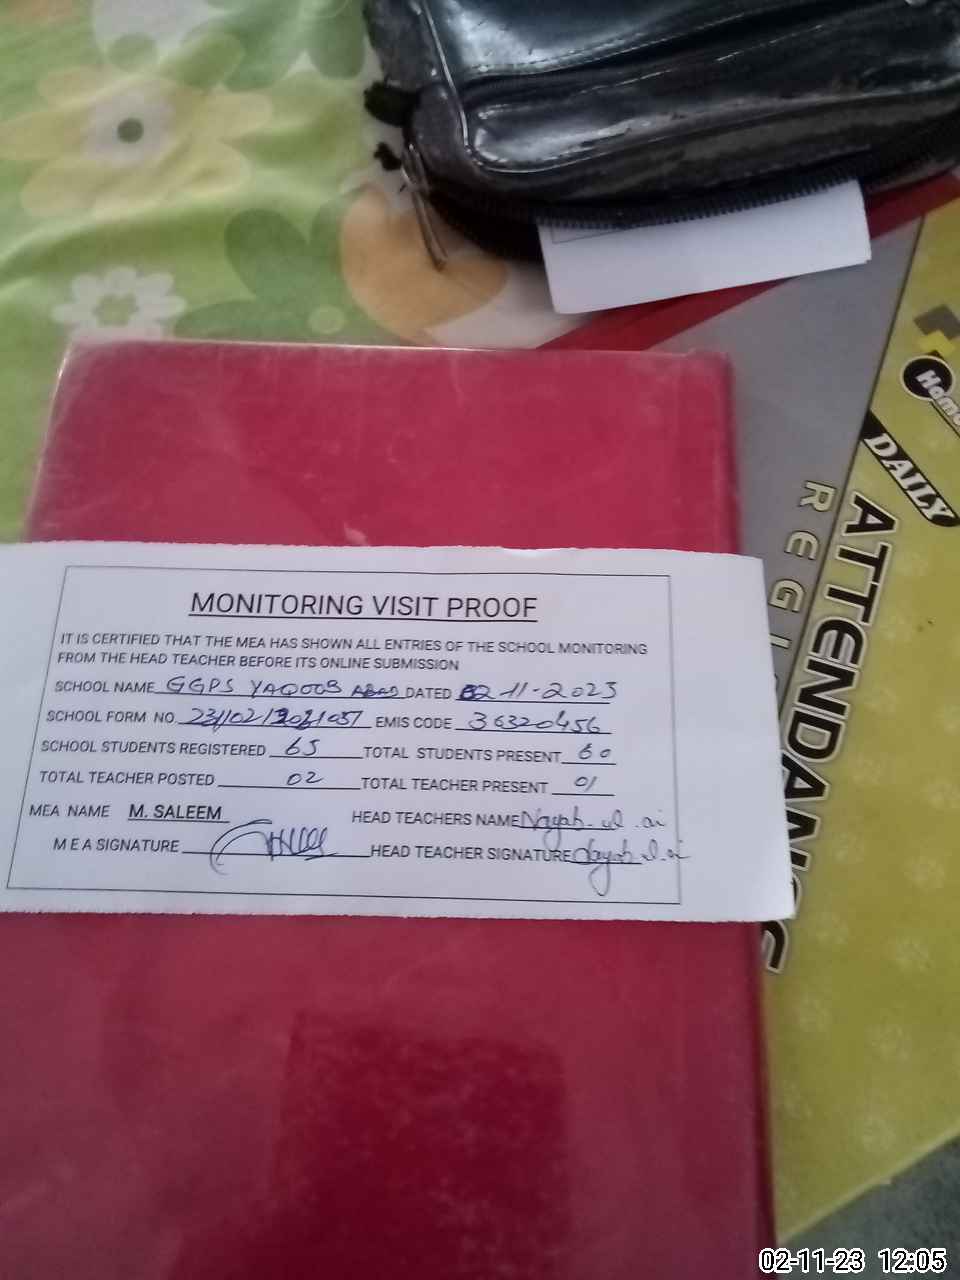 MONITORING VISIT PROOF
IT IS CERTIFIED THAT THE MEA HAS SHOWN ALL ENTRIES OF THE SCHOOL MONITORING
FROM THE HEAD TEACHER BEFORE ITS ONLINE SUBMISSION
SCHOOL NAME GGPS YAQOOB ABAD DATED 02-11-2023
SCHOOL FORM NO. EMIS CODE 36320456
SCHOOL STUDENTS REGISTERED 65 TOTAL STUDENTS PRESENT 60
TOTAL TEACHER POSTED 02 TOTAL TEACHER PRESENT 01
MEA NAME M. SALEEM HEAD TEACHERS NAME Nayab
MEA SIGNATURE HEAD TEACHER SIGNATURE
DAILY
ATTENDANCE
REGI
02-11-23 12:05